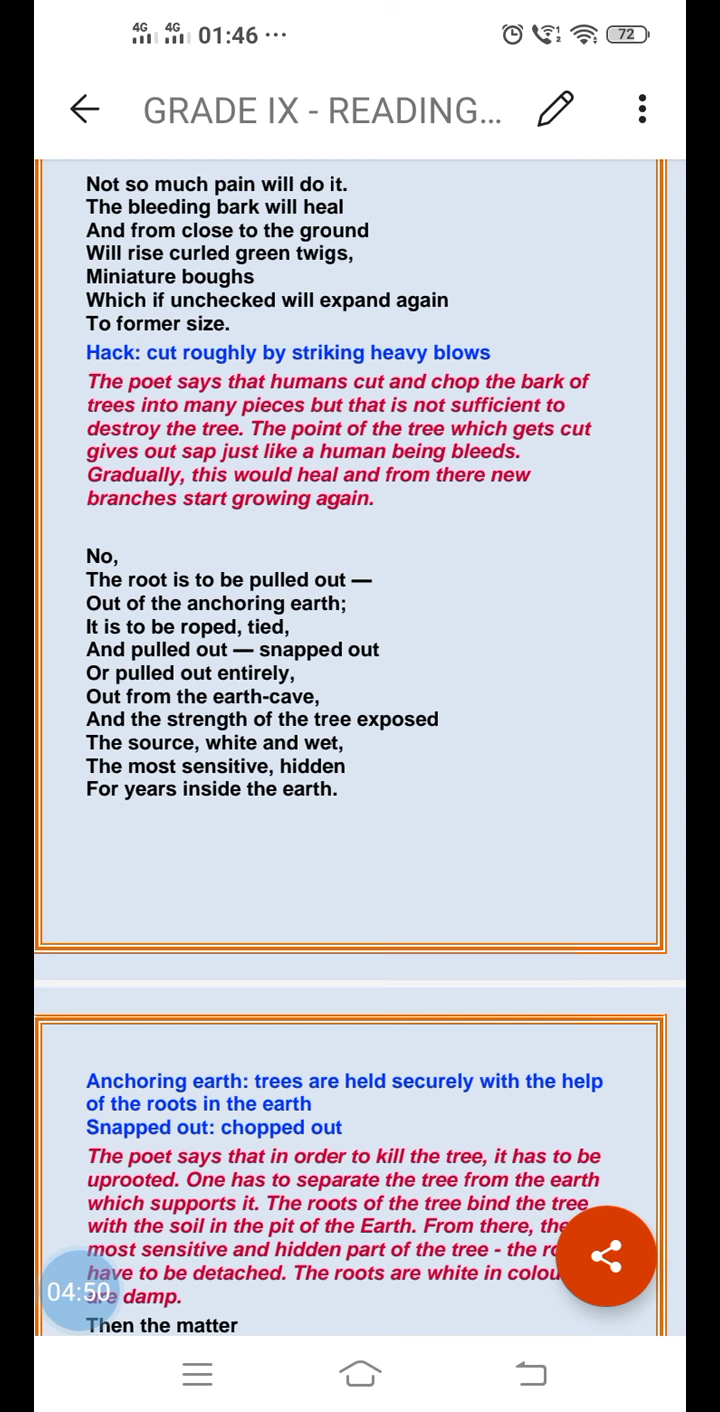 4G 4G 01:46 ··· 1 2 72
GRADE IX - READING...
Not so much pain will do it.
The bleeding bark will heal
And from close to the ground
Will rise curled green twigs,
Miniature boughs
Which if unchecked will expand again
To former size.
Hack: cut roughly by striking heavy blows
The poet says that humans cut and chop the bark of
trees into many pieces but that is not sufficient to
destroy the tree. The point of the tree which gets cut
gives out sap just like a human being bleeds.
Gradually, this would heal and from there new
branches start growing again.
No,
The root is to be pulled out —
Out of the anchoring earth;
It is to be roped, tied,
And pulled out — snapped out
Or pulled out entirely,
Out from the earth-cave,
And the strength of the tree exposed
The source, white and wet,
The most sensitive, hidden
For years inside the earth.
Anchoring earth: trees are held securely with the help
of the roots in the earth
Snapped out: chopped out
The poet says that in order to kill the tree, it has to be
uprooted. One has to separate the tree from the earth
which supports it. The roots of the tree bind the tree
with the soil in the pit of the Earth. From there, the
most sensitive and hidden part of the tree - the
have to be detached. The roots are white in
04:50
are damp.
Then the matter